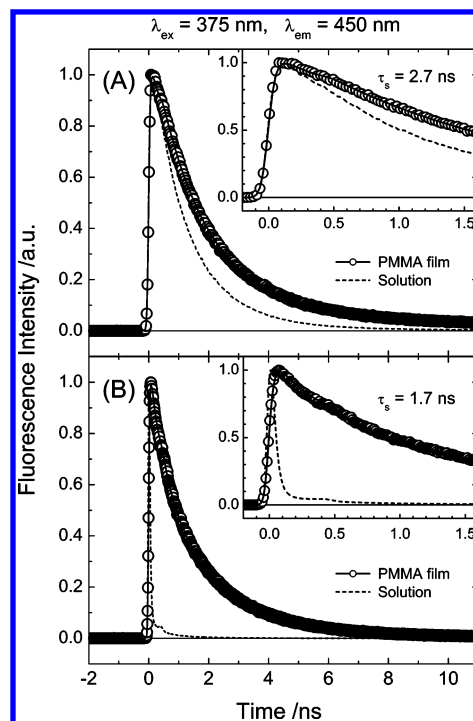 λex = 375 nm, λem = 450 nm
(A)
τs = 2.7 ns
1.0
0.5
0.0
0.0 0.5 1.0 1.5
PMMA film
Solution
1.0
0.8
0.6
0.4
0.2
0.0
(B)
τs = 1.7 ns
1.0
0.5
0.0
0.0 0.5 1.0 1.5
PMMA film
Solution
1.0
0.8
0.6
0.4
0.2
0.0
Fluorescence Intensity /a.u.
-2 0 2 4 6 8 10
Time /ns